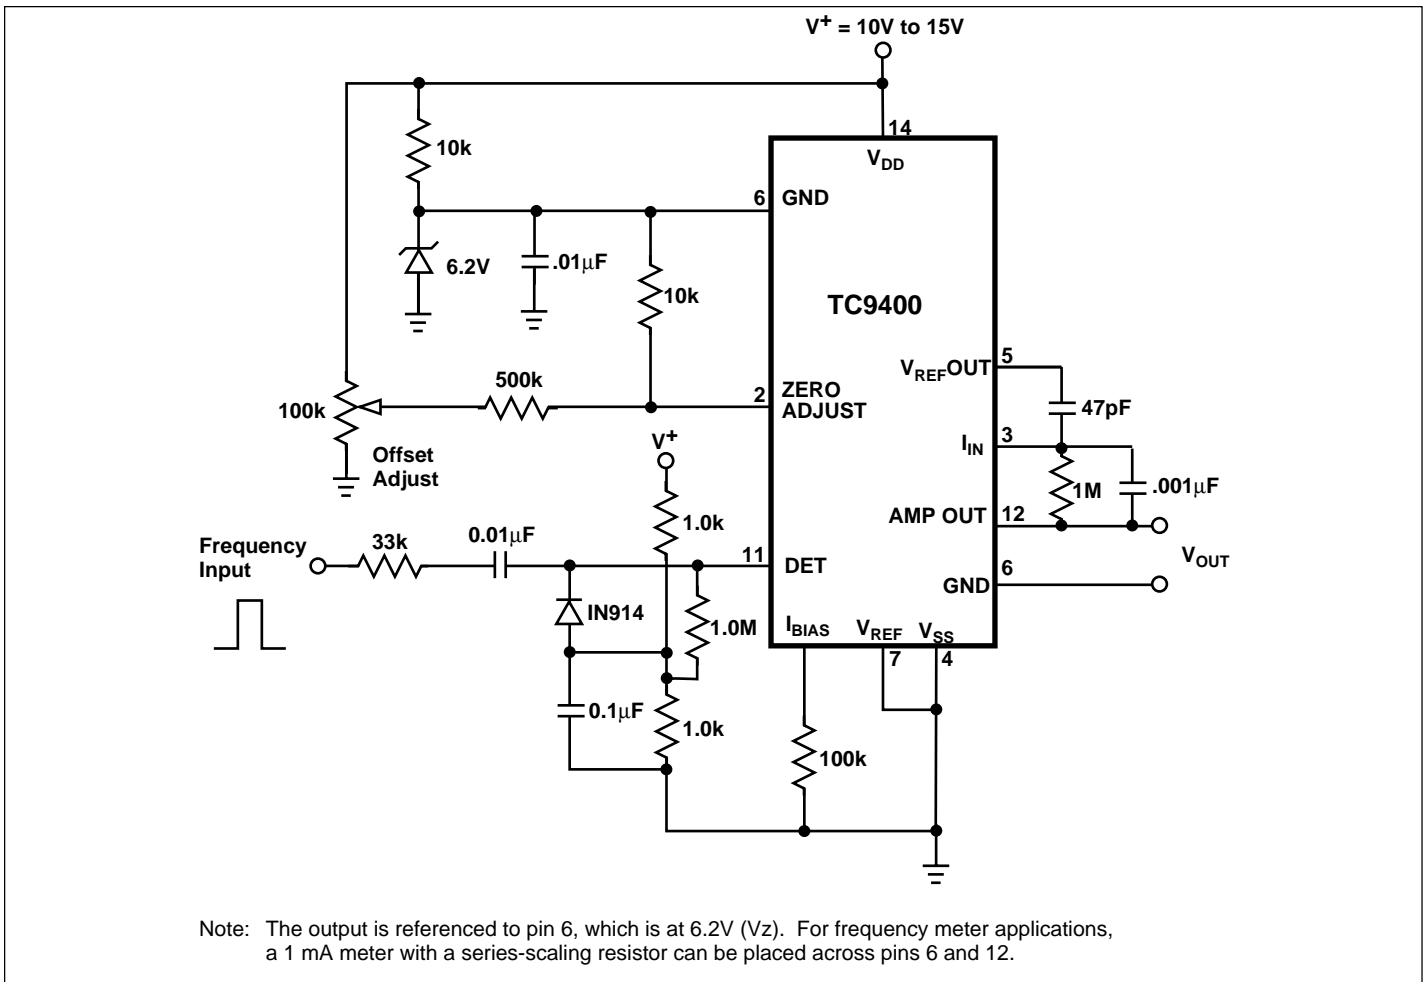 V+ = 10V to 15V
14
VDD
10k
6
GND
6.2V
.01μF
10k
TC9400
5
VREFOUT
500k
2
ZERO
ADJUST
100k
47pF
Offset
Adjust
V+
3
IIN
1M
.001μF
1.0k
AMP OUT
12
Frequency
Input
33k
0.01μF
11
DET
VOUT
6
GND
IN914
1.0M
IBIAS
VREF
VSS
7
4
0.1μF
1.0k
100k
Note: The output is referenced to pin 6, which is at 6.2V (Vz). For frequency meter applications,
a 1 mA meter with a series-scaling resistor can be placed across pins 6 and 12.